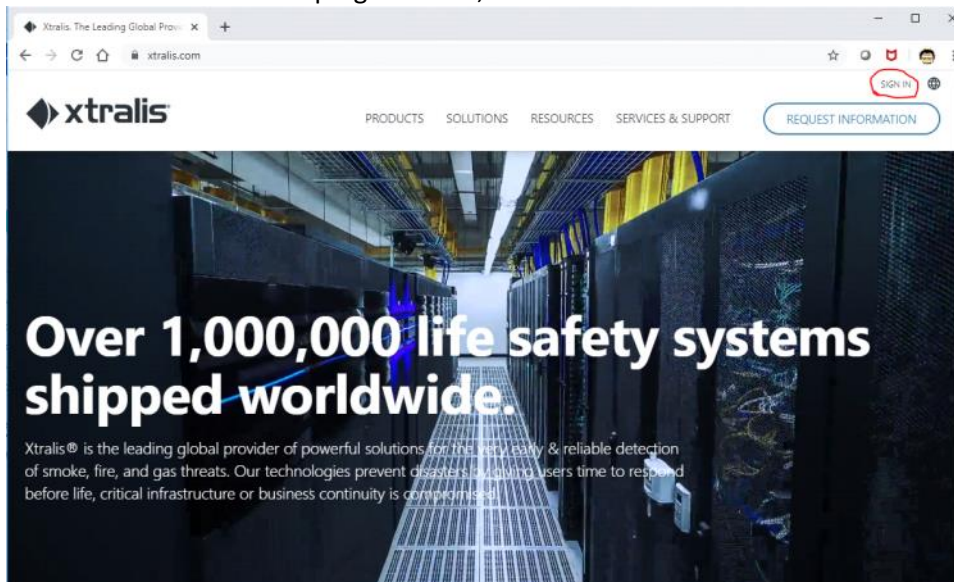 Xtralis. The Leading Global Prov
xtralis.com
SIGN IN
xtralis
PRODUCTS SOLUTIONS RESOURCES SERVICES & SUPPORT REQUEST INFORMATION
Over 1,000,000 life safety systems
shipped worldwide.
Xtralis® is the leading global provider of powerful solutions for the very early & reliable detection
of smoke, fire, and gas threats. Our technologies prevent disasters by giving users time to respond
before life, critical infrastructure or business continuity is compromised.